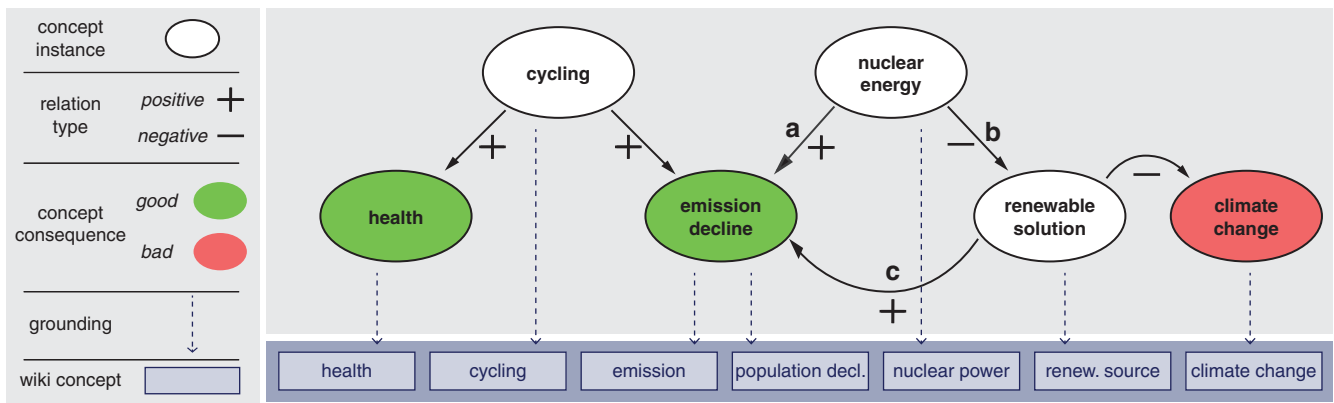 concept
instance
relation
type
positive +
negative −
concept
consequence
good
bad
grounding
wiki concept
cycling
nuclear
energy
a
b
+
+
+
−
health
emission
decline
renewable
solution
−
climate
change
c
+
health
cycling
emission
population decl.
nuclear power
renew. source
climate change